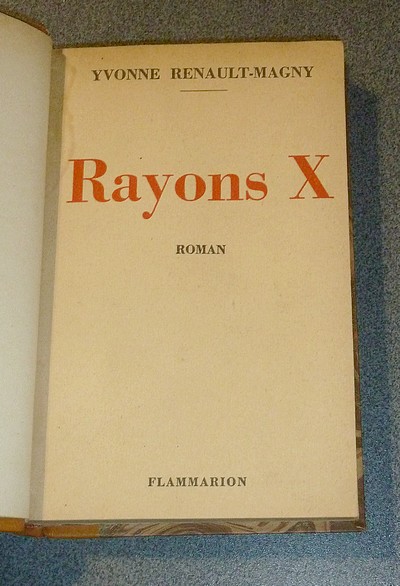 YVONNE RENAULT-MAGNY
Rayons X
ROMAN
FLAMMARION